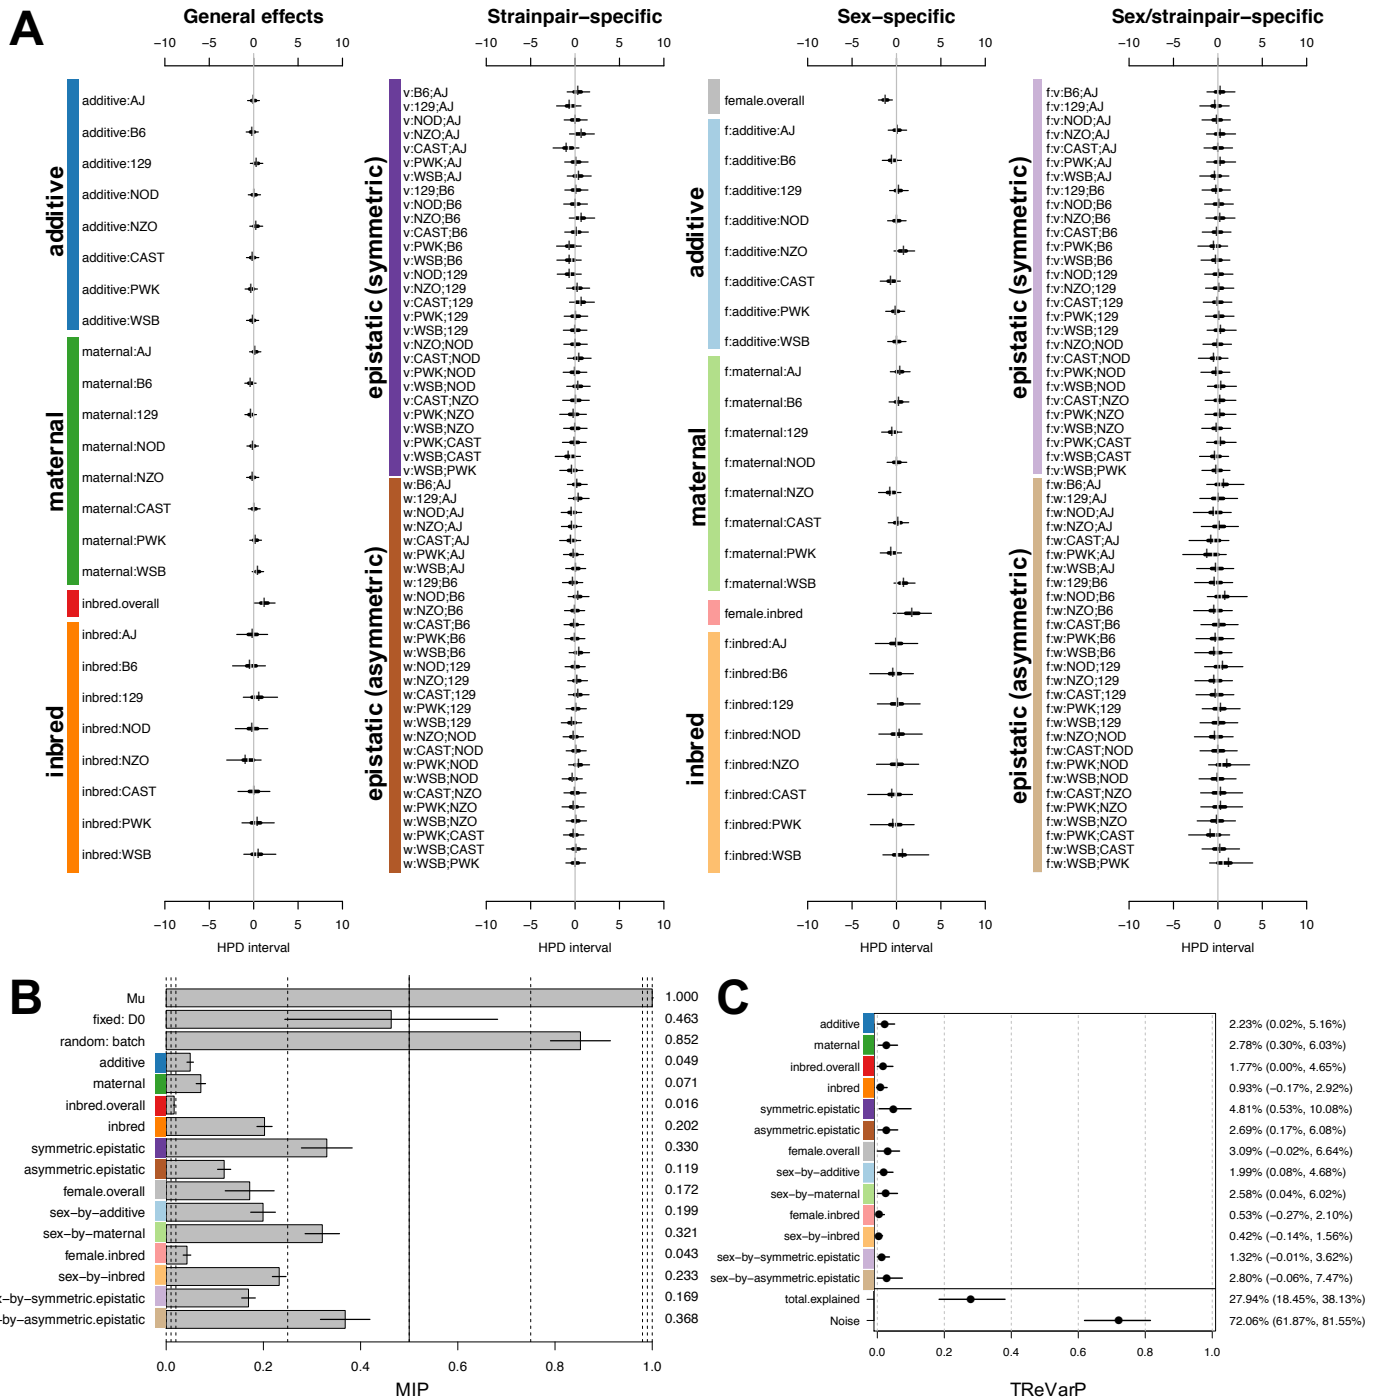 A
General effects
Strainpair−specific
Sex−specific
Sex/strainpair−specific
−10 −5 0 5 10
−10 −5 0 5 10
−10 −5 0 5 10
−10 −5 0 5 10
additive
additive:AJ
additive:B6
additive:129
additive:NOD
additive:NZO
additive:CAST
additive:PWK
additive:WSB
maternal
maternal:AJ
maternal:B6
maternal:129
maternal:NOD
maternal:NZO
maternal:CAST
maternal:PWK
maternal:WSB
inbred.overall
inbred
inbred:AJ
inbred:B6
inbred:129
inbred:NOD
inbred:NZO
inbred:CAST
inbred:PWK
inbred:WSB
−10 −5 0 5 10
HPD interval
epistatic (symmetric)
v:B6;AJ
v:129;AJ
v:NOD;AJ
v:NZO;AJ
v:CAST;AJ
v:PWK;AJ
v:WSB;AJ
v:129;B6
v:NOD;B6
v:NZO;B6
v:CAST;B6
v:PWK;B6
v:WSB;B6
v:NOD;129
v:NZO;129
v:CAST;129
v:PWK;129
v:WSB;129
v:NZO;NOD
v:CAST;NOD
v:PWK;NOD
v:WSB;NOD
v:CAST;NZO
v:PWK;NZO
v:WSB;NZO
v:PWK;CAST
v:WSB;CAST
v:WSB;PWK
epistatic (asymmetric)
w:B6;AJ
w:129;AJ
w:NOD;AJ
w:NZO;AJ
w:CAST;AJ
w:PWK;AJ
w:WSB;AJ
w:129;B6
w:NOD;B6
w:NZO;B6
w:CAST;B6
w:PWK;B6
w:WSB;B6
w:NOD;129
w:NZO;129
w:CAST;129
w:PWK;129
w:WSB;129
w:NZO;NOD
w:CAST;NOD
w:PWK;NOD
w:WSB;NOD
w:CAST;NZO
w:PWK;NZO
w:WSB;NZO
w:PWK;CAST
w:WSB;CAST
w:WSB;PWK
−10 −5 0 5 10
HPD interval
female.overall
additive
f:additive:AJ
f:additive:B6
f:additive:129
f:additive:NOD
f:additive:NZO
f:additive:CAST
f:additive:PWK
f:additive:WSB
maternal
f:maternal:AJ
f:maternal:B6
f:maternal:129
f:maternal:NOD
f:maternal:NZO
f:maternal:CAST
f:maternal:PWK
f:maternal:WSB
female.inbred
inbred
f:inbred:AJ
f:inbred:B6
f:inbred:129
f:inbred:NOD
f:inbred:NZO
f:inbred:CAST
f:inbred:PWK
f:inbred:WSB
−10 −5 0 5 10
HPD interval
epistatic (symmetric)
f:v:B6;AJ
f:v:129;AJ
f:v:NOD;AJ
f:v:NZO;AJ
f:v:CAST;AJ
f:v:PWK;AJ
f:v:WSB;AJ
f:v:129;B6
f:v:NOD;B6
f:v:NZO;B6
f:v:CAST;B6
f:v:PWK;B6
f:v:WSB;B6
f:v:NOD;129
f:v:NZO;129
f:v:CAST;129
f:v:PWK;129
f:v:WSB;129
f:v:NZO;NOD
f:v:CAST;NOD
f:v:PWK;NOD
f:v:WSB;NOD
f:v:CAST;NZO
f:v:PWK;NZO
f:v:WSB;NZO
f:v:PWK;CAST
f:v:WSB;CAST
f:v:WSB;PWK
epistatic (asymmetric)
f:w:B6;AJ
f:w:129;AJ
f:w:NOD;AJ
f:w:NZO;AJ
f:w:CAST;AJ
f:w:PWK;AJ
f:w:WSB;AJ
f:w:129;B6
f:w:NOD;B6
f:w:NZO;B6
f:w:CAST;B6
f:w:PWK;B6
f:w:WSB;B6
f:w:NOD;129
f:w:NZO;129
f:w:CAST;129
f:w:PWK;129
f:w:WSB;129
f:w:NZO;NOD
f:w:CAST;NOD
f:w:PWK;NOD
f:w:WSB;NOD
f:w:CAST;NZO
f:w:PWK;NZO
f:w:WSB;NZO
f:w:PWK;CAST
f:w:WSB;CAST
f:w:WSB;PWK
−10 −5 0 5 10
HPD interval
B
Mu 1.000
fixed: D0 0.463
random: batch 0.852
additive 0.049
maternal 0.071
inbred.overall 0.016
inbred 0.202
symmetric.epistatic 0.330
asymmetric.epistatic 0.119
female.overall 0.172
sex−by−additive 0.199
sex−by−maternal 0.321
female.inbred 0.043
sex−by−inbred 0.233
x−by−symmetric.epistatic 0.169
−by−asymmetric.epistatic 0.368
0.0 0.2 0.4 0.6 0.8 1.0
MIP
C
additive 2.23% (0.02%, 5.16%)
maternal 2.78% (0.30%, 6.03%)
inbred.overall 1.77% (0.00%, 4.65%)
inbred 0.93% (−0.17%, 2.92%)
symmetric.epistatic 4.81% (0.53%, 10.08%)
asymmetric.epistatic 2.69% (0.17%, 6.08%)
female.overall 3.09% (−0.02%, 6.64%)
sex−by−additive 1.99% (0.08%, 4.68%)
sex−by−maternal 2.58% (0.04%, 6.02%)
female.inbred 0.53% (−0.27%, 2.10%)
sex−by−inbred 0.42% (−0.14%, 1.56%)
sex−by−symmetric.epistatic 1.32% (−0.01%, 3.62%)
sex−by−asymmetric.epistatic 2.80% (−0.06%, 7.47%)
total.explained 27.94% (18.45%, 38.13%)
Noise 72.06% (61.87%, 81.55%)
0.0 0.2 0.4 0.6 0.8 1.0
TReVarP